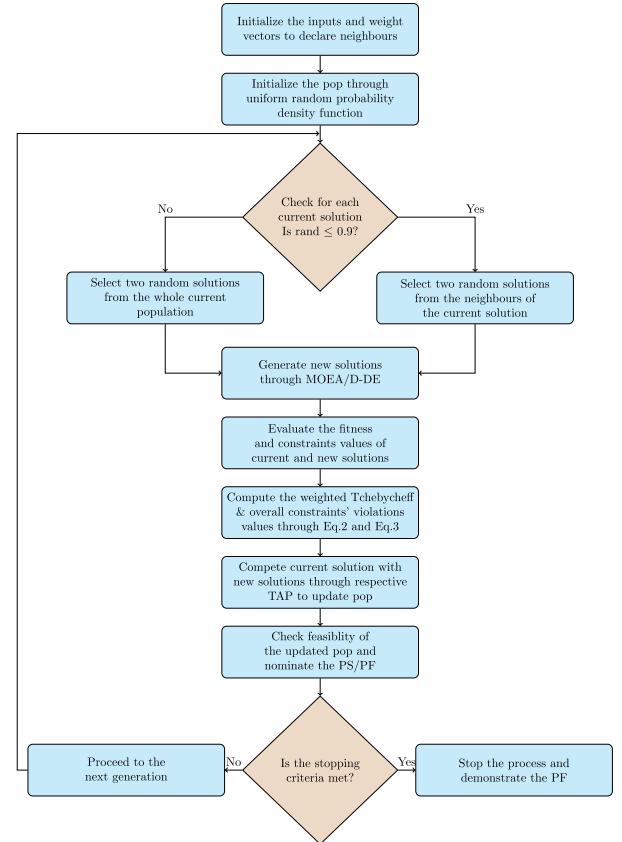 Initialize the inputs and weight
vectors to declare neighbours
Initialize the pop through
uniform random probability
density function
Check for each
current solution
Is rand ≤ 0.9?
No
Yes
Select two random solutions
from the whole current
population
Select two random solutions
from the neighbours of
the current solution
Generate new solutions
through MOEA/D-DE
Evaluate the fitness
and constraints values of
current and new solutions
Compute the weighted Tchebycheff
& overall constraints' violations
values through Eq.2 and Eq.3
Compete current solution with
new solutions through respective
TAP to update pop
Check feasiblity of
the updated pop and
nominate the PS/PF
Is the stopping
criteria met?
No
Yes
Proceed to the
next generation
Stop the process and
demonstrate the PF